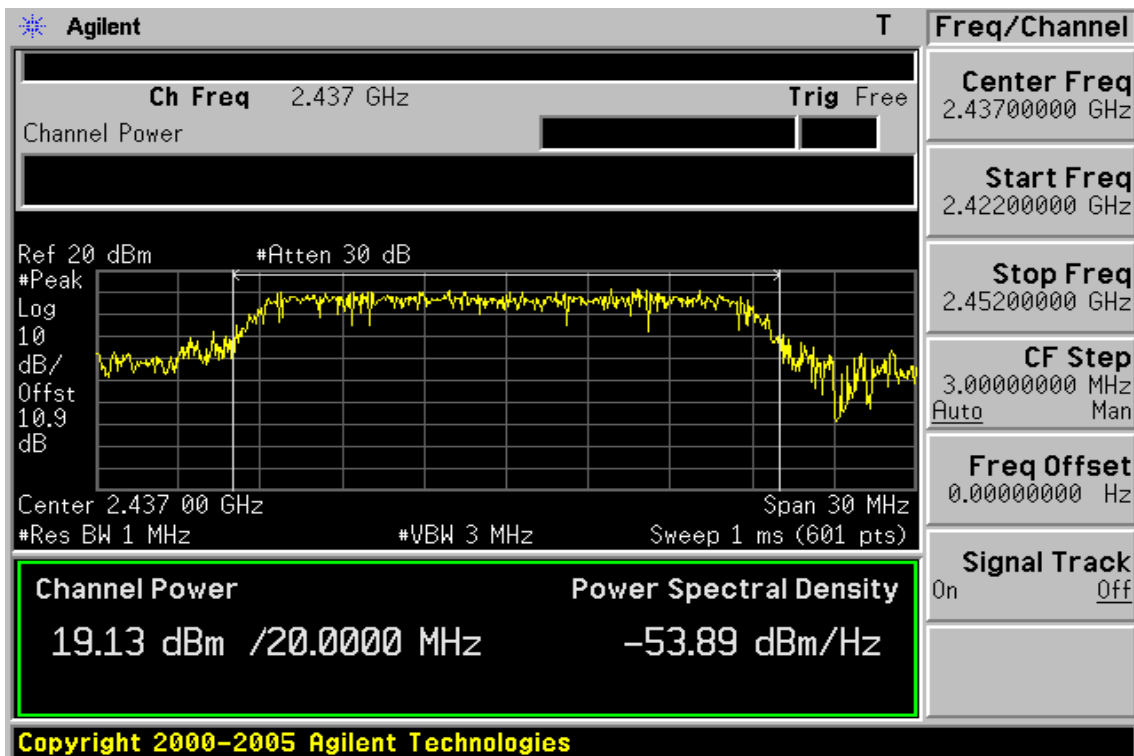 Agilent T
Ch Freq 2.437 GHz Trig Free
Channel Power
Ref 20 dBm #Atten 30 dB
#Peak
Log
10
dB/
Offst
10.9
dB
Center 2.437 00 GHz Span 30 MHz
#Res BW 1 MHz #VBW 3 MHz Sweep 1 ms (601 pts)
Channel Power Power Spectral Density
19.13 dBm /20.0000 MHz -53.89 dBm/Hz
Copyright 2000-2005 Agilent Technologies
Freq/Channel
Center Freq
2.43700000 GHz
Start Freq
2.42200000 GHz
Stop Freq
2.45200000 GHz
CF Step
3.00000000 MHz
Auto Man
Freq Offset
0.00000000 Hz
Signal Track
On Off